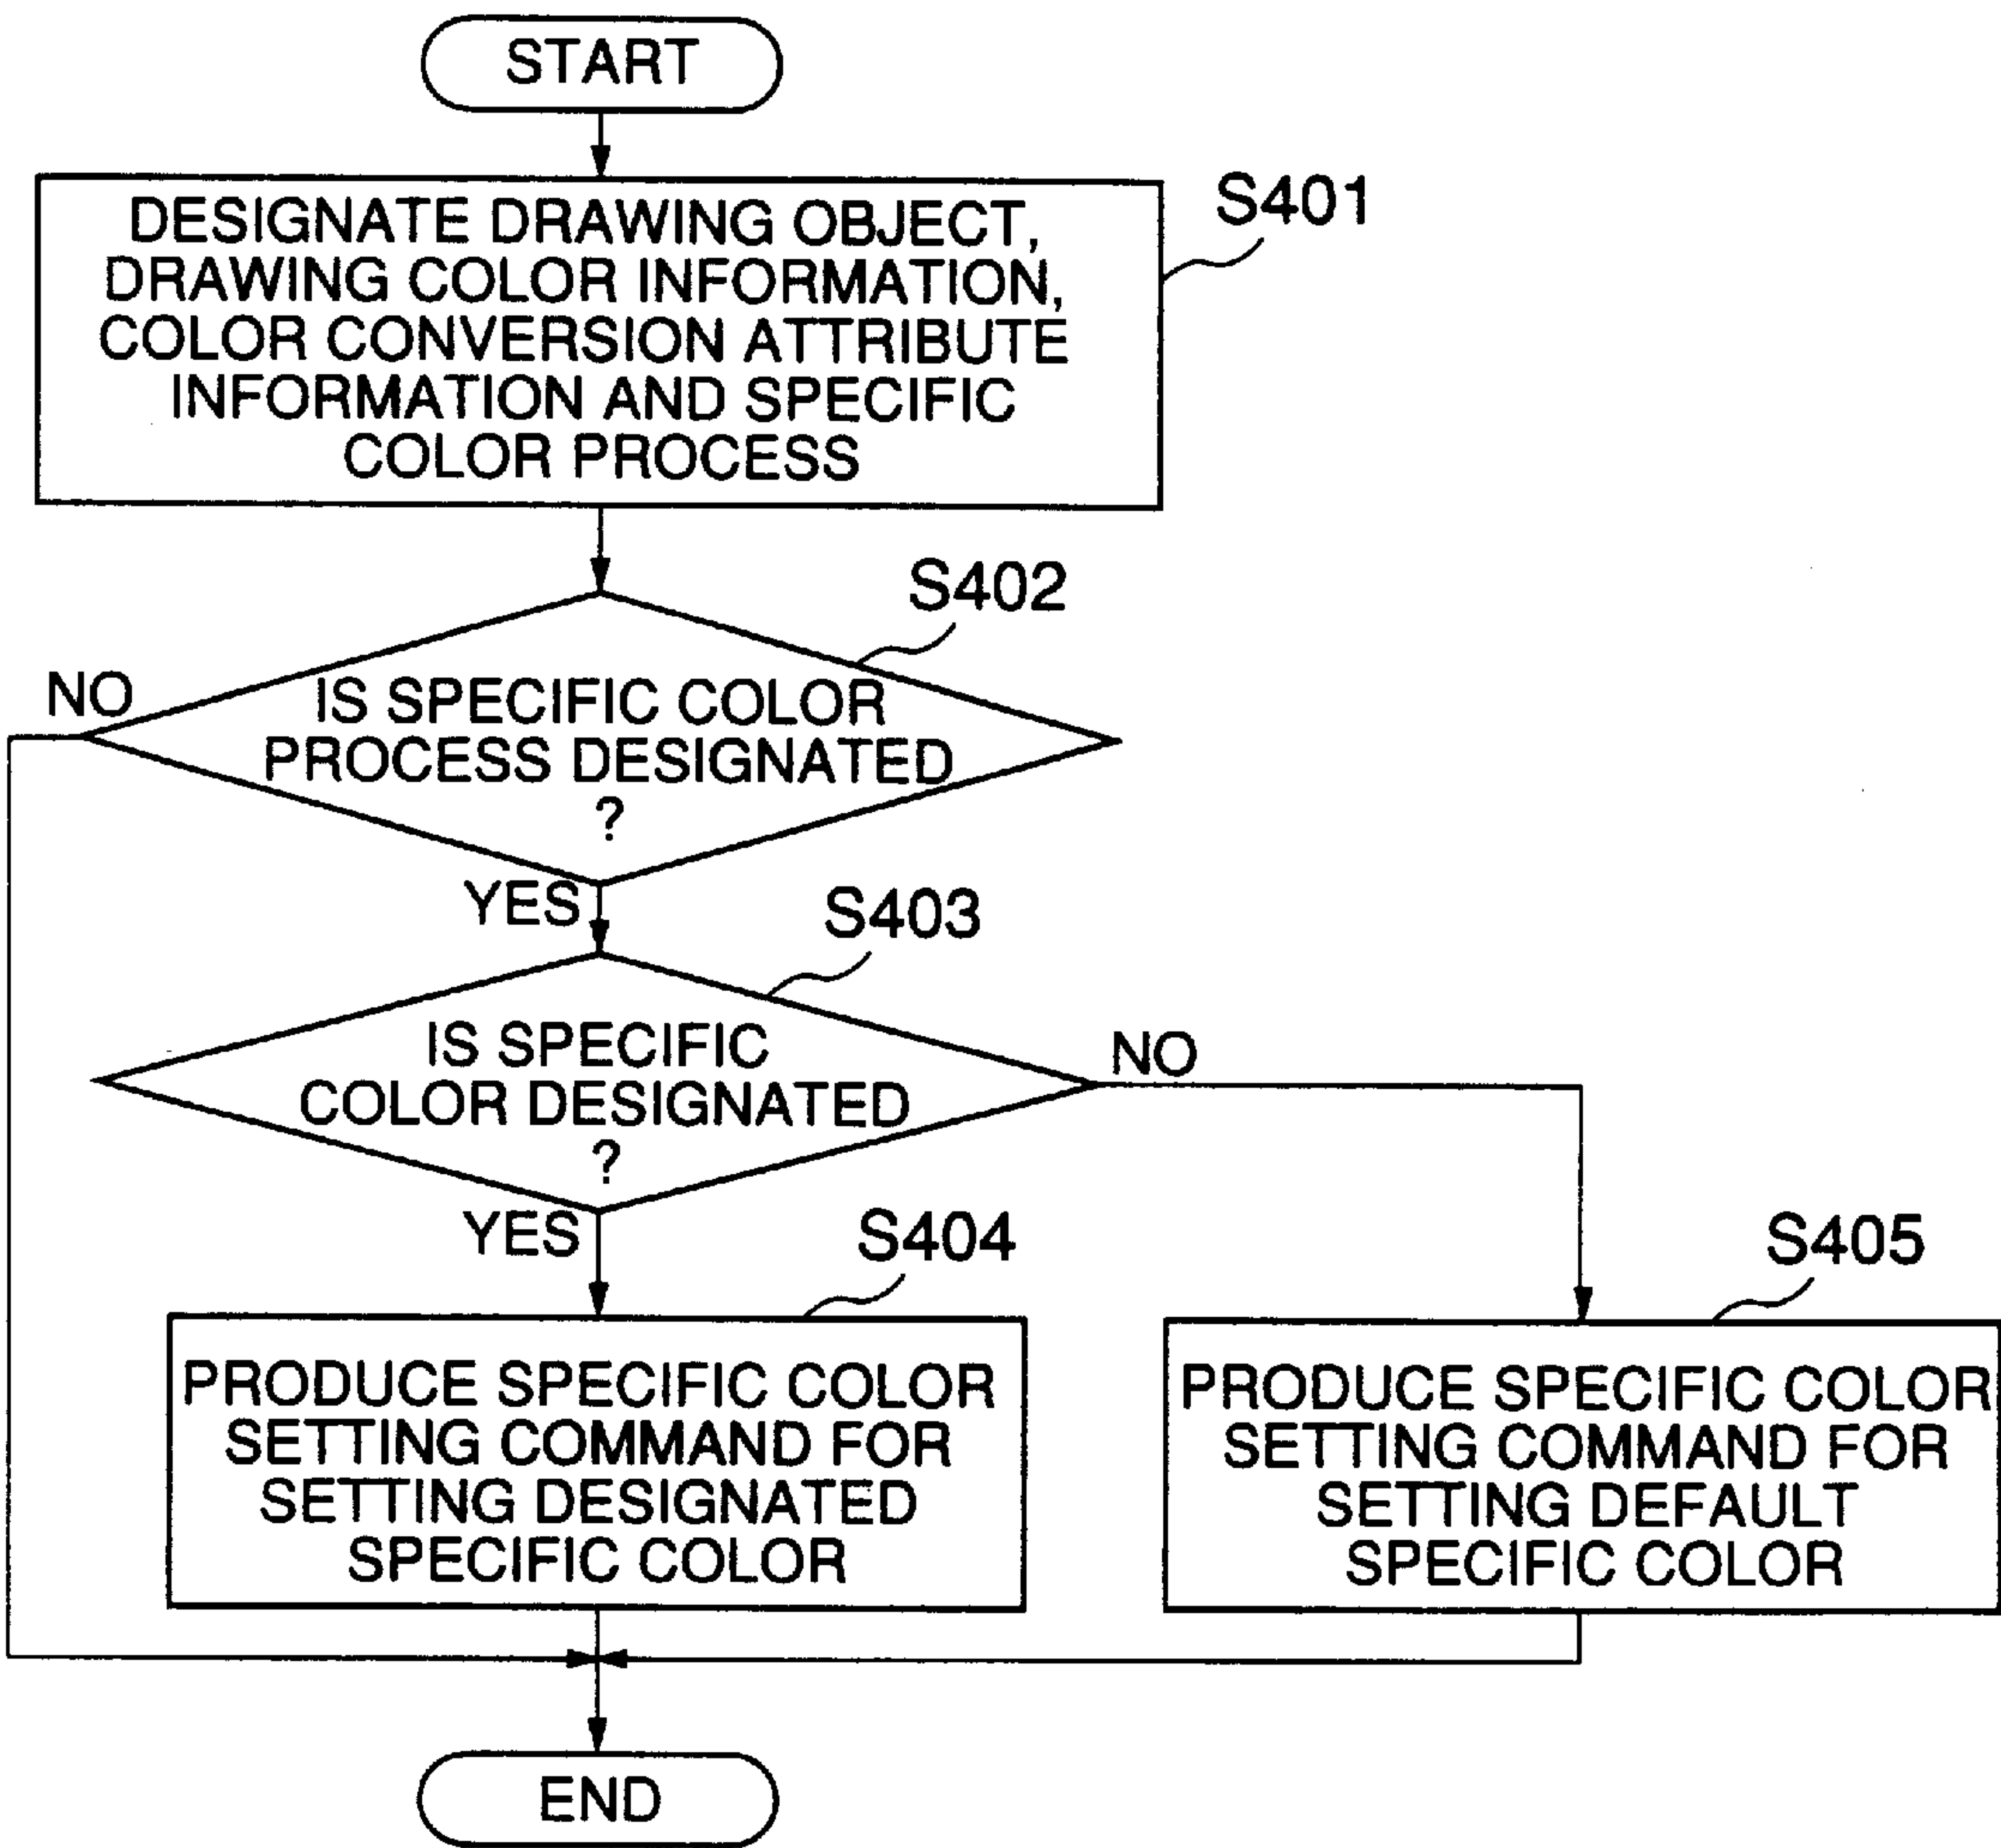 START
S401
DESIGNATE DRAWING OBJECT,
DRAWING COLOR INFORMATION,
COLOR CONVERSION ATTRIBUTE
INFORMATION AND SPECIFIC
COLOR PROCESS
S402
NO
IS SPECIFIC COLOR
PROCESS DESIGNATED
?
YES
S403
IS SPECIFIC
COLOR DESIGNATED
?
NO
YES
S404
PRODUCE SPECIFIC COLOR
SETTING COMMAND FOR
SETTING DESIGNATED
SPECIFIC COLOR
S405
PRODUCE SPECIFIC COLOR
SETTING COMMAND FOR
SETTING DEFAULT
SPECIFIC COLOR
END